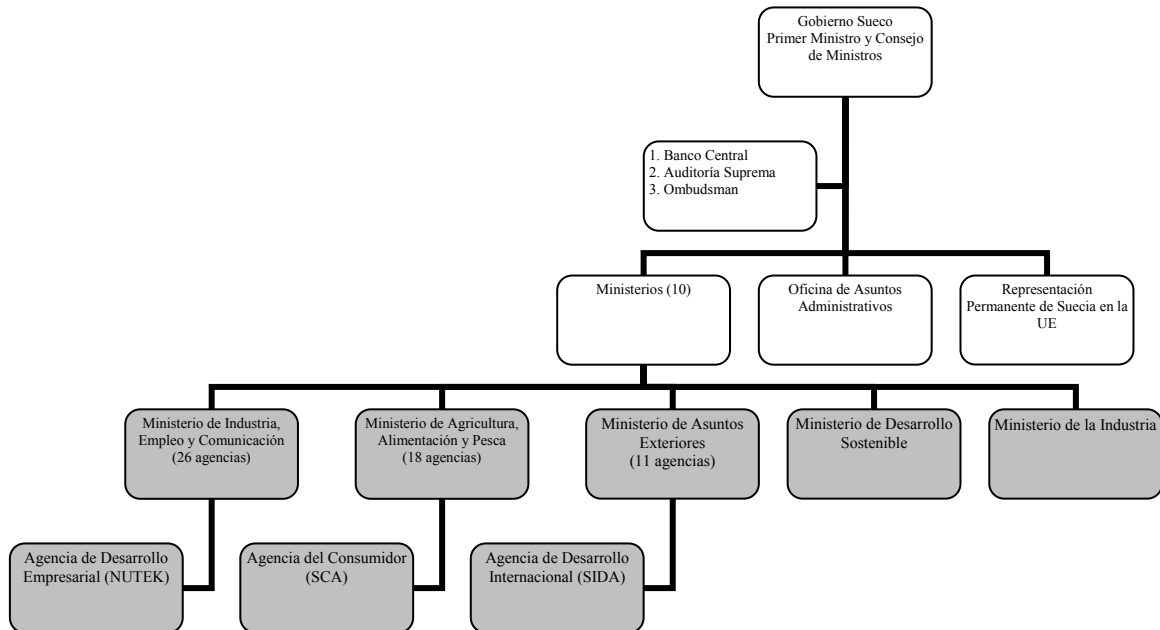 Gobierno Sueco
Primer Ministro y Consejo
de Ministros
1. Banco Central
2. Auditoría Suprema
3. Ombudsman
Ministerios (10)
Oficina de Asuntos
Administrativos
Representación
Permanente de Suecia en la
UE
Ministerio de Industria,
Empleo y Comunicación
(26 agencias)
Ministerio de Agricultura,
Alimentación y Pesca
(18 agencias)
Ministerio de Asuntos
Exteriores
(11 agencias)
Ministerio de Desarrollo
Sostenible
Ministerio de la Industria
Agencia de Desarrollo
Empresarial (NUTEK)
Agencia del Consumidor
(SCA)
Agencia de Desarrollo
Internacional (SIDA)